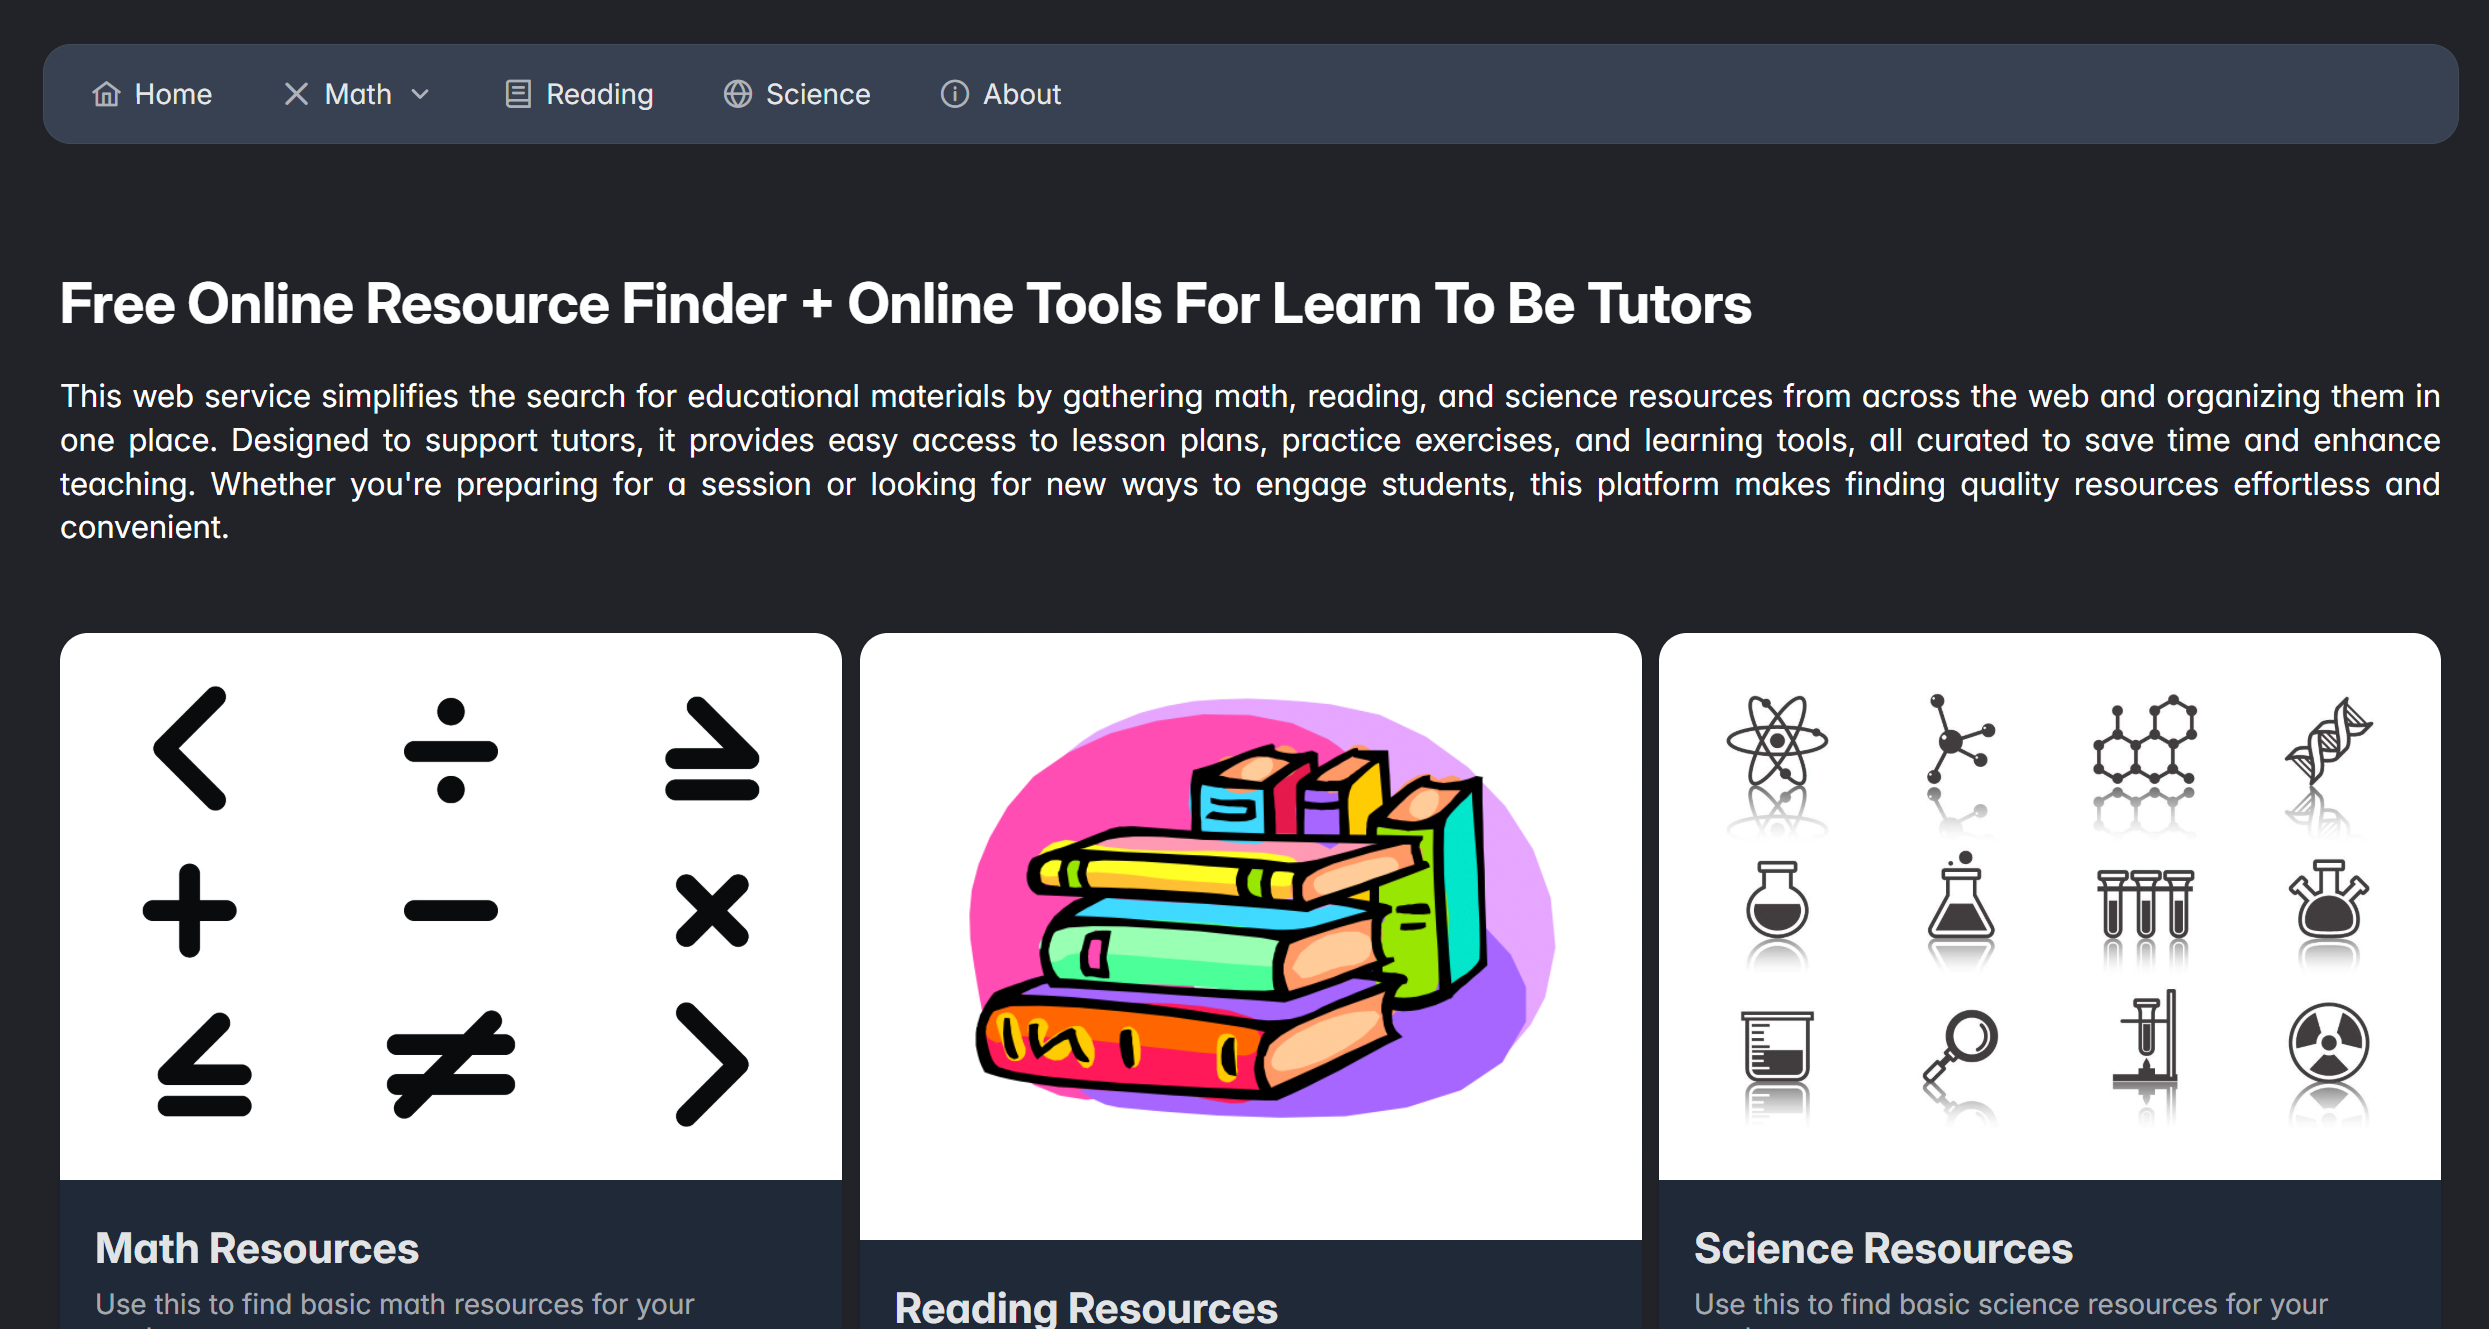 Home Math Reading Science About
Free Online Resource Finder + Online Tools For Learn To Be Tutors
This web service simplifies the search for educational materials by gathering math, reading, and science resources from across the web and organizing them in
one place. Designed to support tutors, it provides easy access to lesson plans, practice exercises, and learning tools, all curated to save time and enhance
teaching. Whether you're preparing for a session or looking for new ways to engage students, this platform makes finding quality resources effortless and
convenient.
< ÷ ≥
+ − ×
≤ ≠ >
Math Resources
Use this to find basic math resources for your
Reading Resources
Science Resources
Use this to find basic science resources for your